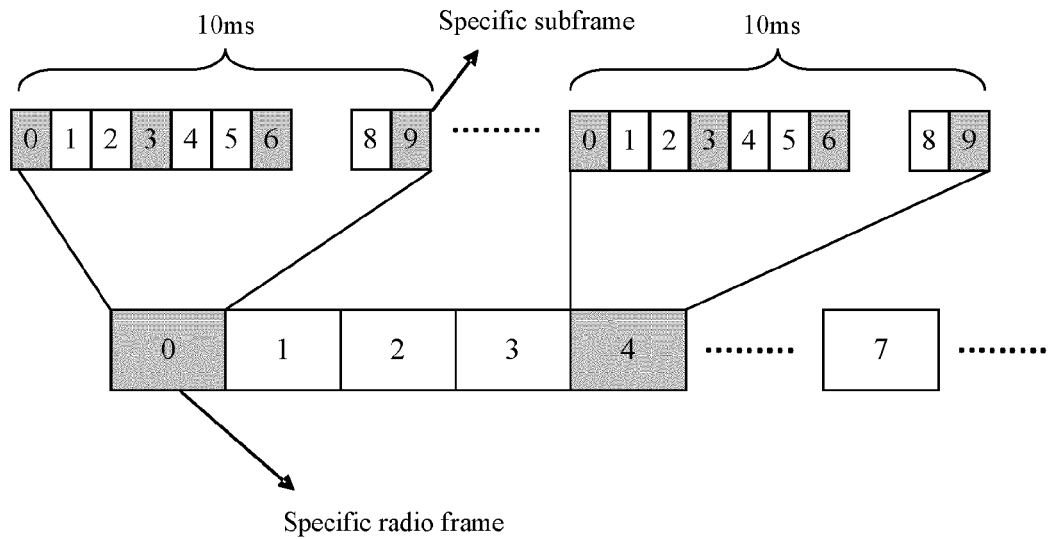 Specific subframe
10ms 10ms
0 1 2 3 4 5 6 8 9 0 1 2 3 4 5 6 8 9
0 1 2 3 4 7
Specific radio frame